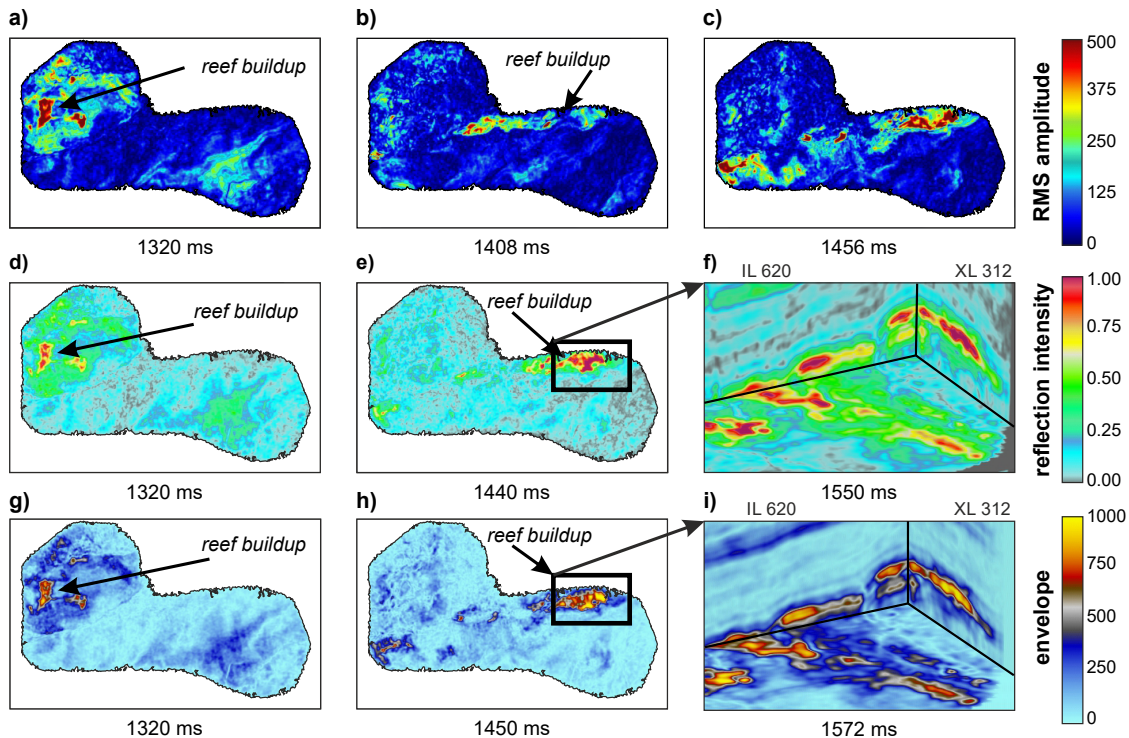 a)
b)
c)
reef buildup
reef buildup
500
375
250
125
0
RMS amplitude
1320 ms
1408 ms
1456 ms
d)
e)
f)
IL 620
XL 312
reef buildup
reef buildup
1.00
0.75
0.50
0.25
0.00
reflection intensity
1320 ms
1440 ms
1550 ms
g)
h)
i)
IL 620
XL 312
reef buildup
reef buildup
1000
750
500
250
0
envelope
1320 ms
1450 ms
1572 ms